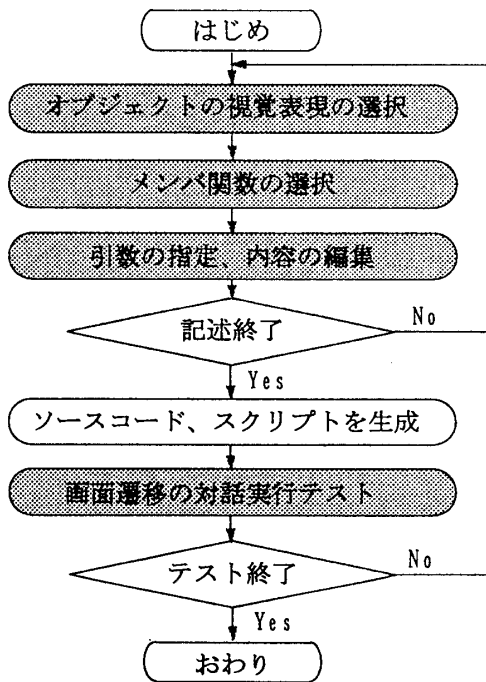 はじめ
オブジェクトの視覚表現の選択
メンバ関数の選択
引数の指定、内容の編集
記述終了
No
Yes
ソースコード、スクリプトを生成
画面遷移の対話実行テスト
テスト終了
No
Yes
おわり